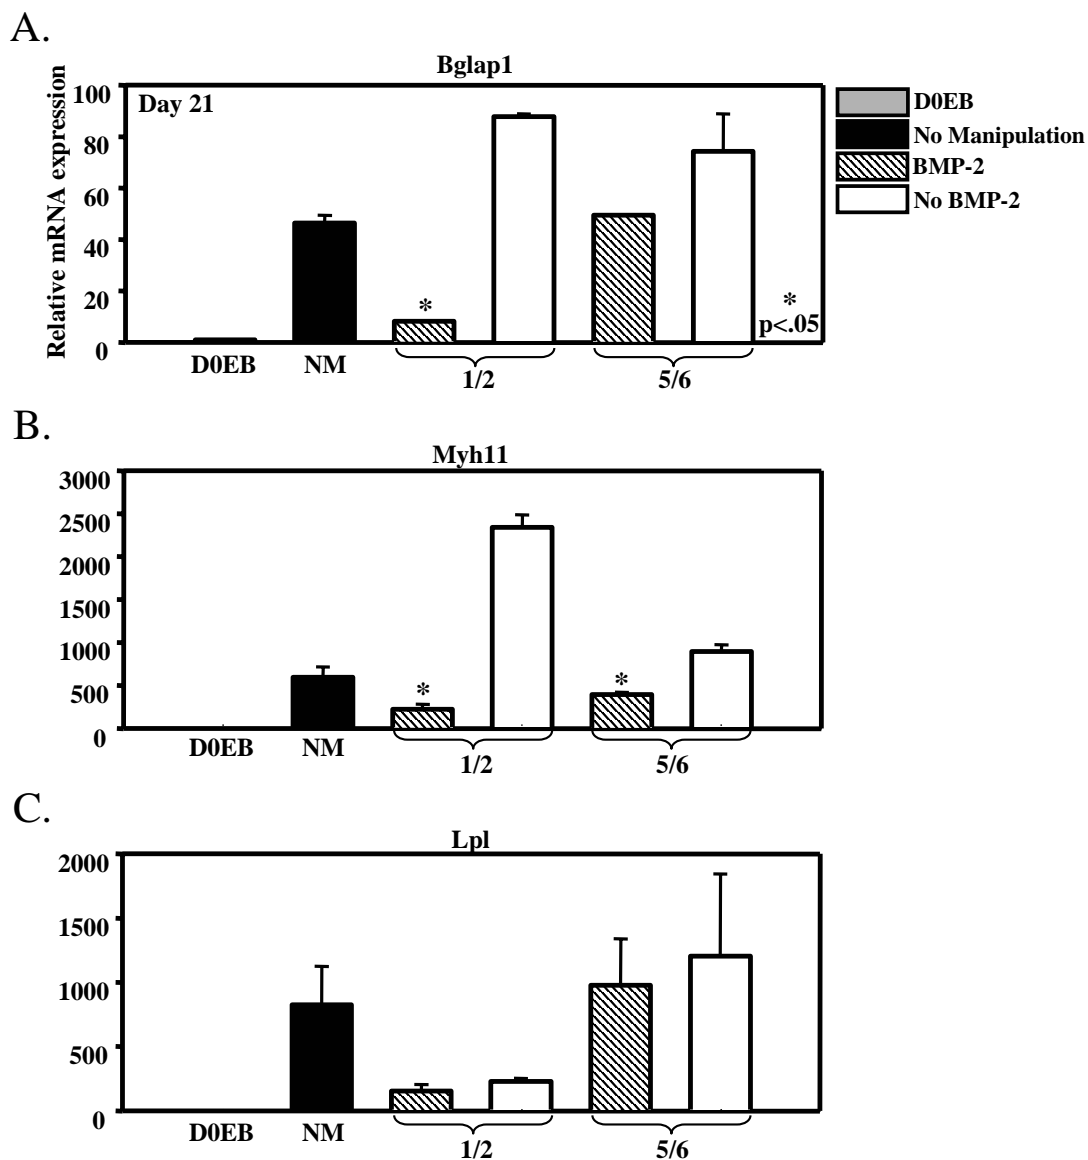 A.
Bglap1
Relative mRNA expression
100
80
60
40
20
0
Day 21
*
*
p<.05
D0EB
NM
1/2
5/6
D0EB
No Manipulation
BMP-2
No BMP-2
B.
Myh11
3000
2500
2000
1500
1000
500
0
*
*
D0EB
NM
1/2
5/6
C.
Lpl
2000
1500
1000
500
0
D0EB
NM
1/2
5/6